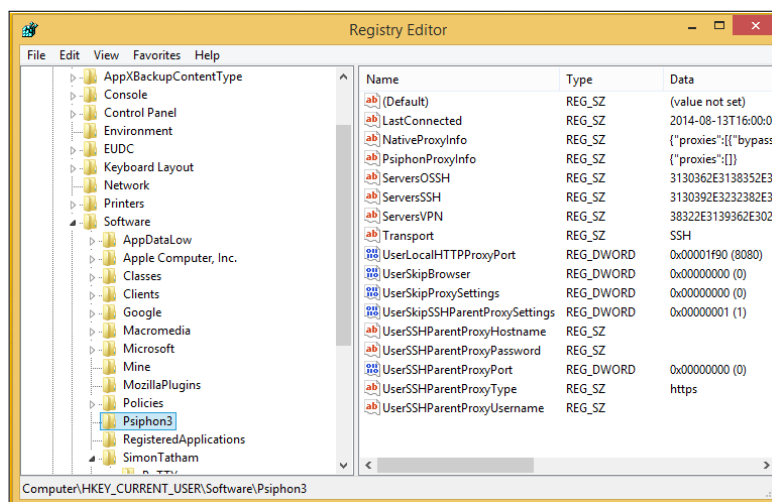 Registry Editor
File Edit View Favorites Help
AppXBackupContentType
Console
Control Panel
Environment
EUDC
Keyboard Layout
Network
Printers
Software
AppDataLow
Apple Computer, Inc.
Classes
Clients
Google
Macromedia
Microsoft
Mine
MozillaPlugins
Policies
Psiphon3
RegisteredApplications
SimonTatham
Name Type Data
(Default) REG_SZ (value not set)
LastConnected REG_SZ 2014-08-13T16:00:0
NativeProxyInfo REG_SZ {"proxies":[{"bypass
PsiphonProxyInfo REG_SZ {"proxies":[]}
ServersOSSH REG_SZ 3130362E3138352E3
ServersSSH REG_SZ 3130392E3232382E3
ServersVPN REG_SZ 38322E3139362E302
Transport REG_SZ SSH
UserLocalHTTPProxyPort REG_DWORD 0x00001f90 (8080)
UserSkipBrowser REG_DWORD 0x00000000 (0)
UserSkipProxySettings REG_DWORD 0x00000000 (0)
UserSkipSSHParentProxySettings REG_DWORD 0x00000001 (1)
UserSSHParentProxyHostname REG_SZ
UserSSHParentProxyPassword REG_SZ
UserSSHParentProxyPort REG_DWORD 0x00000000 (0)
UserSSHParentProxyType REG_SZ https
UserSSHParentProxyUsername REG_SZ
Computer\HKEY_CURRENT_USER\Software\Psiphon3